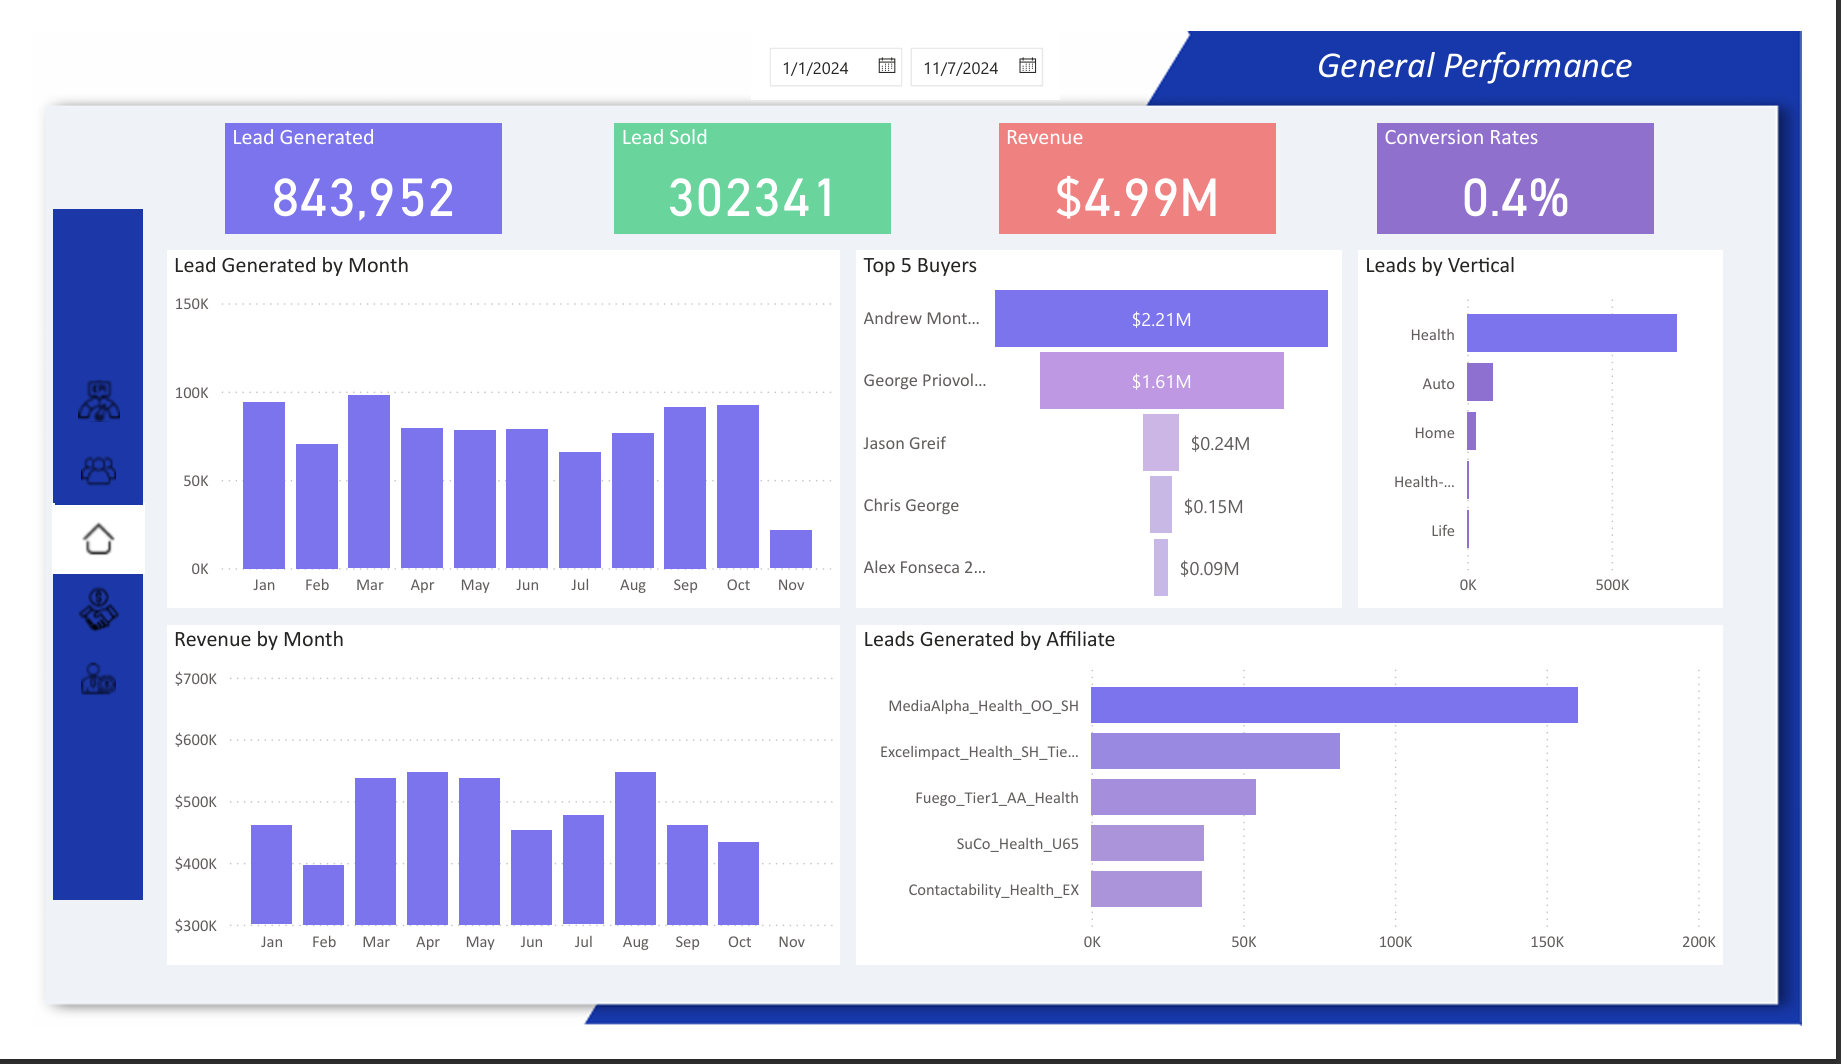 1/1/2024
11/7/2024
General Performance
Lead Generated
843,952
Lead Sold
302341
Revenue
$4.99M
Conversion Rates
0.4%
Lead Generated by Month
150K
100K
50K
0K
Jan Feb Mar Apr May Jun Jul Aug Sep Oct Nov
Top 5 Buyers
Andrew Mont... $2.21M
George Priovol... $1.61M
Jason Greif $0.24M
Chris George $0.15M
Alex Fonseca 2... $0.09M
Leads by Vertical
Health
Auto
Home
Health-...
Life
0K 500K
Revenue by Month
$700K
$600K
$500K
$400K
$300K
Jan Feb Mar Apr May Jun Jul Aug Sep Oct Nov
Leads Generated by Affiliate
MediaAlpha_Health_OO_SH
Excelimpact_Health_SH_Tie...
Fuego_Tier1_AA_Health
SuCo_Health_U65
Contactability_Health_EX
0K 50K 100K 150K 200K